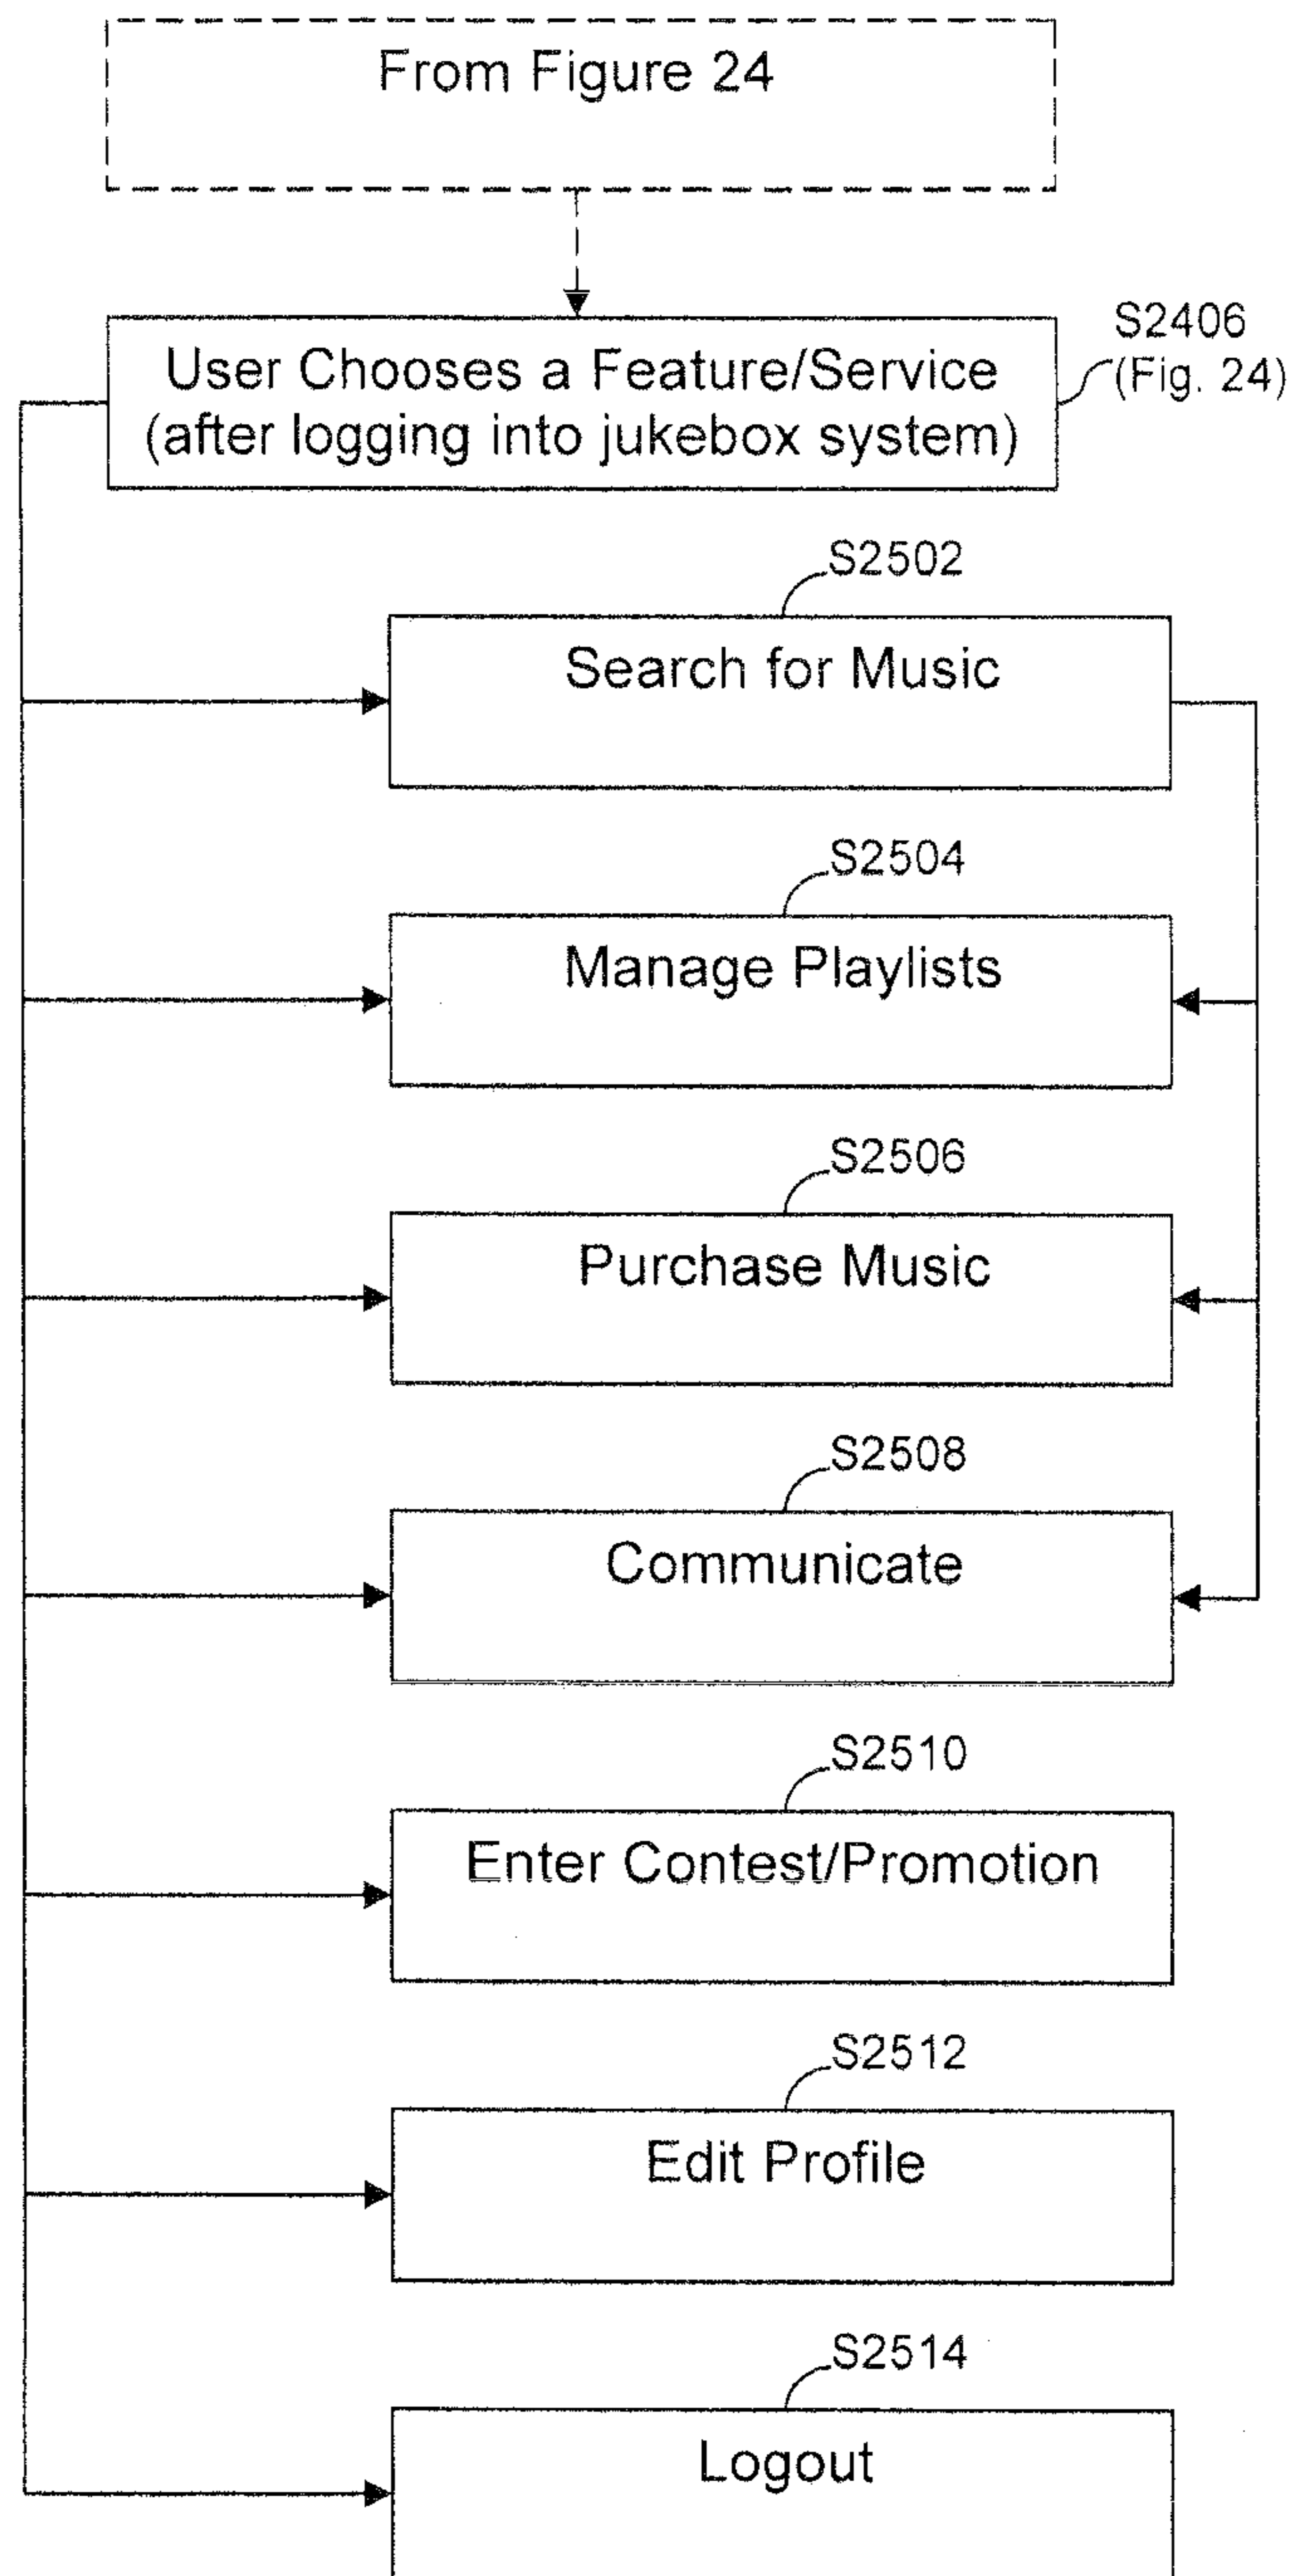 From Figure 24
User Chooses a Feature/Service
(after logging into jukebox system)
S2406
(Fig. 24)
S2502
Search for Music
S2504
Manage Playlists
S2506
Purchase Music
S2508
Communicate
S2510
Enter Contest/Promotion
S2512
Edit Profile
S2514
Logout